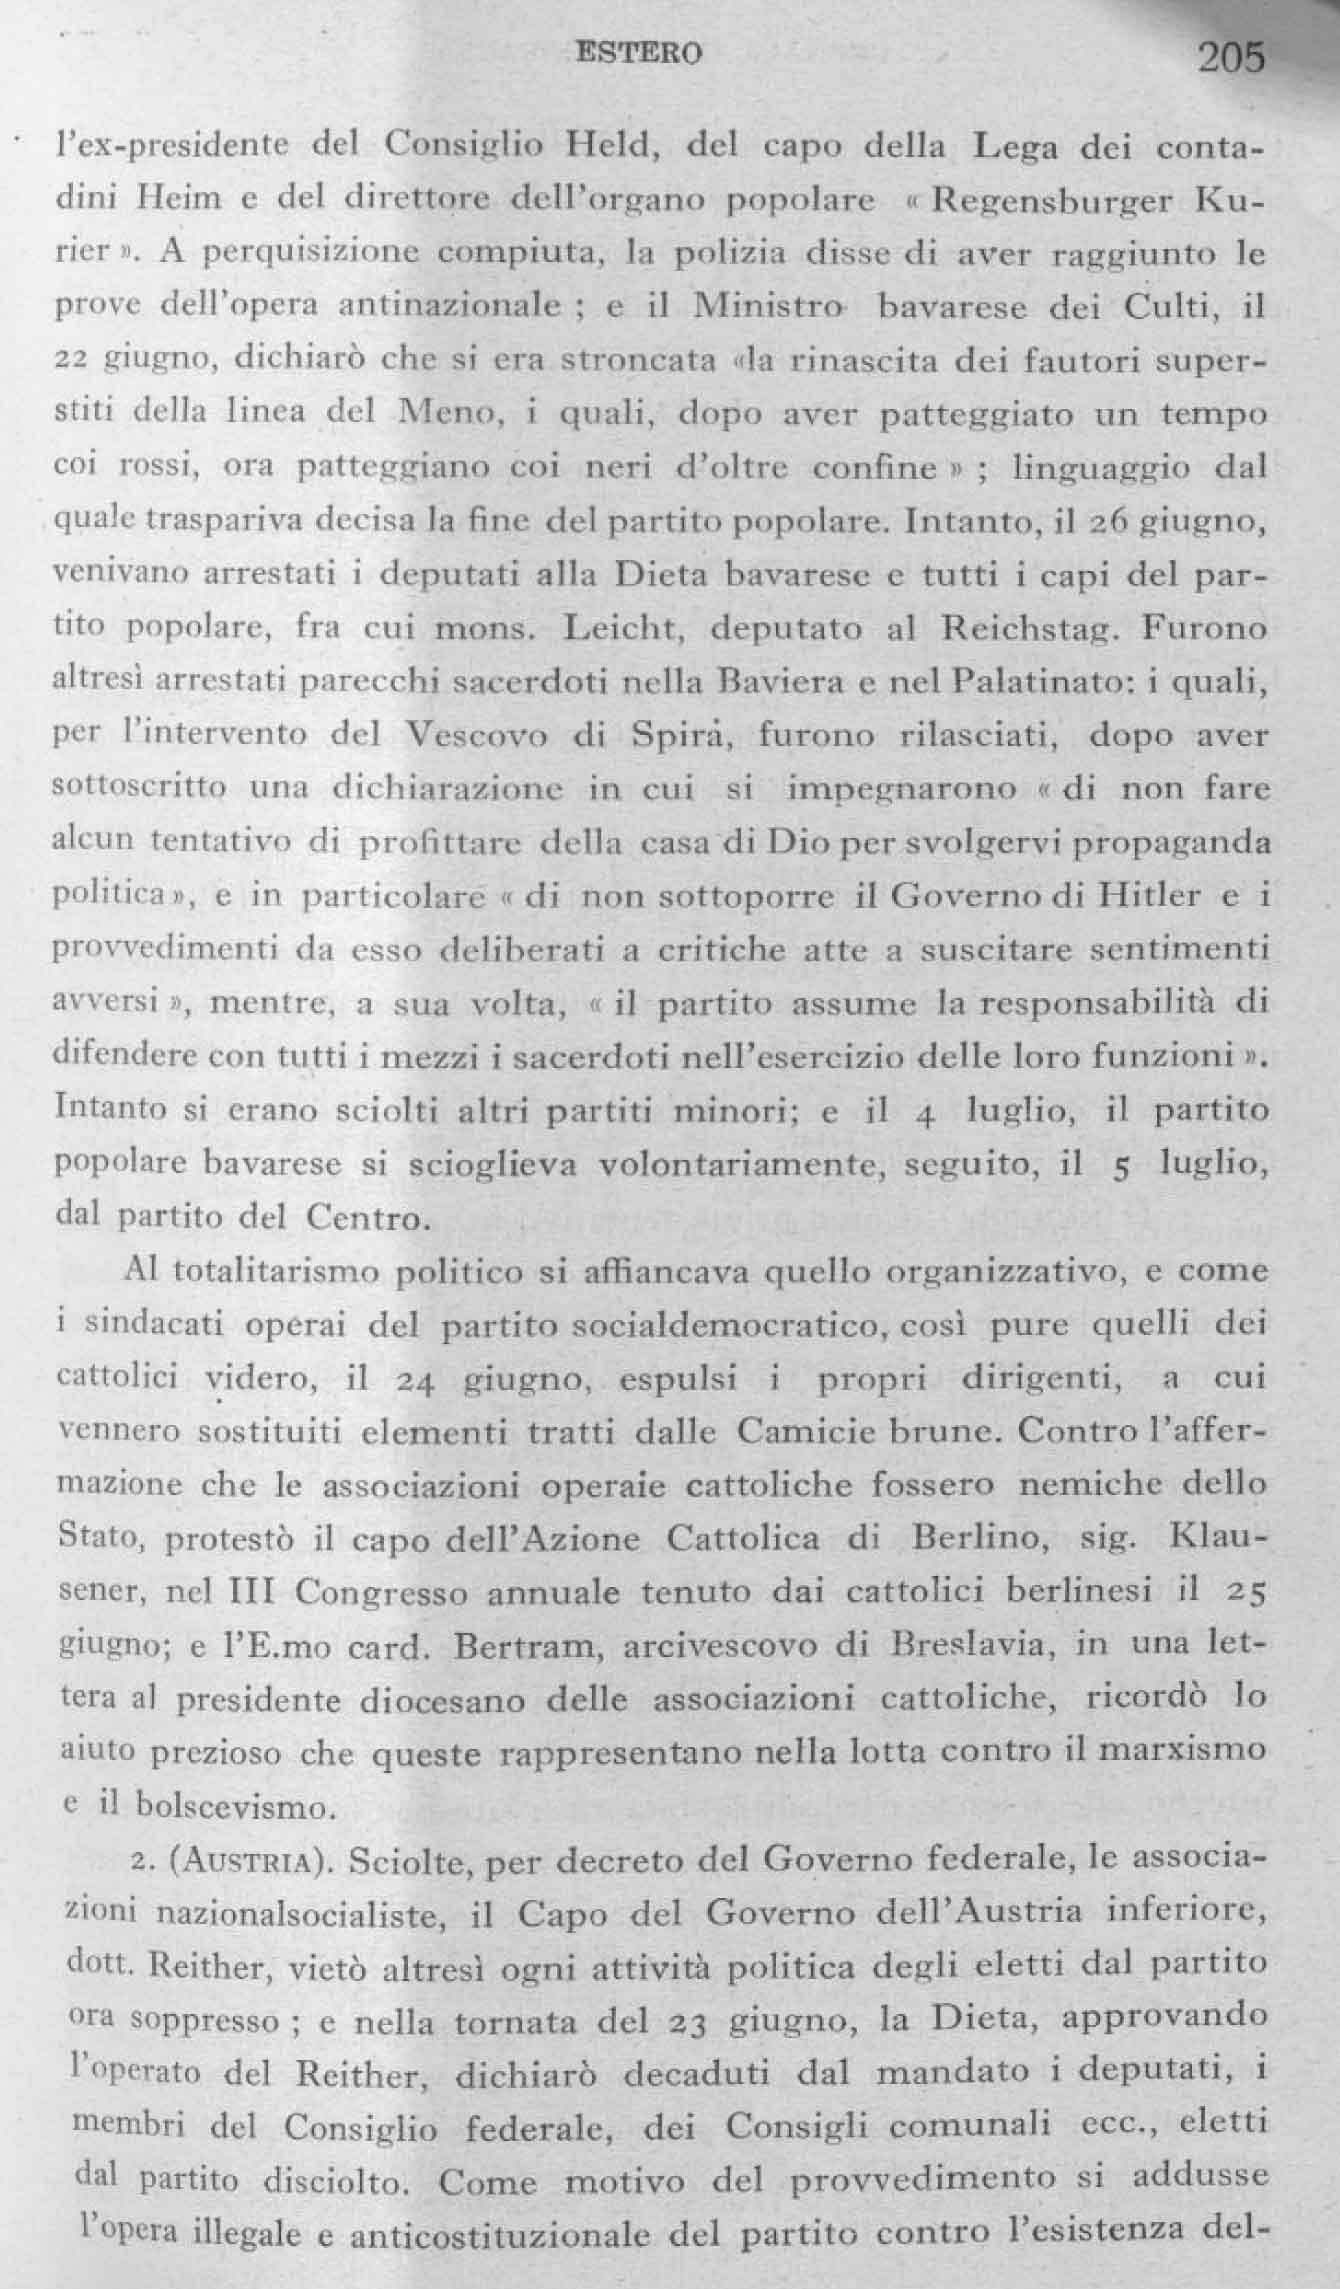 ESTERO 205
l'ex-presidente del Consiglio Held, del capo della Lega dei conta-
dini Heim e del direttore dell'organo popolare « Regensburger Ku-
rier ». A perquisizione compiuta, la polizia disse di aver raggiunto le
prove dell'opera antinazionale ; e il Ministro bavarese dei Culti, il
22 giugno, dichiarò che si era stroncata «la rinascita dei fautori super-
stiti della linea del Meno, i quali, dopo aver patteggiato un tempo
coi rossi, ora patteggiano coi neri d'oltre confine » ; linguaggio dal
quale traspariva decisa la fine del partito popolare. Intanto, il 26 giugno,
venivano arrestati i deputati alla Dieta bavarese e tutti i capi del par-
tito popolare, fra cui mons. Leicht, deputato al Reichstag. Furono
altresì arrestati parecchi sacerdoti nella Baviera e nel Palatinato: i quali,
per l'intervento del Vescovo di Spira, furono rilasciati, dopo aver
sottoscritto una dichiarazione in cui si impegnarono « di non fare
alcun tentativo di profittare della casa di Dio per svolgervi propaganda
politica », e in particolare « di non sottoporre il Governo di Hitler e i
provvedimenti da esso deliberati a critiche atte a suscitare sentimenti
avversi », mentre, a sua volta, « il partito assume la responsabilità di
difendere con tutti i mezzi i sacerdoti nell'esercizio delle loro funzioni ».
Intanto si erano sciolti altri partiti minori; e il 4 luglio, il partito
popolare bavarese si scioglieva volontariamente, seguito, il 5 luglio,
dal partito del Centro.
Al totalitarismo politico si affiancava quello organizzativo, e come
i sindacati operai del partito socialdemocratico, così pure quelli dei
cattolici videro, il 24 giugno, espulsi i propri dirigenti, a cui
vennero sostituiti elementi tratti dalle Camicie brune. Contro l'affer-
mazione che le associazioni operaie cattoliche fossero nemiche dello
Stato, protestò il capo dell'Azione Cattolica di Berlino, sig. Klau-
sener, nel III Congresso annuale tenuto dai cattolici berlinesi il 25
giugno; e l'E.mo card. Bertram, arcivescovo di Breslavia, in una let-
tera al presidente diocesano delle associazioni cattoliche, ricordò lo
aiuto prezioso che queste rappresentano nella lotta contro il marxismo
e il bolscevismo.
2. (AUSTRIA). Sciolte, per decreto del Governo federale, le associa-
zioni nazionalsocialiste, il Capo del Governo dell'Austria inferiore,
dott. Reither, vietò altresì ogni attività politica degli eletti dal partito
ora soppresso ; e nella tornata del 23 giugno, la Dieta, approvando
l'operato del Reither, dichiarò decaduti dal mandato i deputati, i
membri del Consiglio federale, dei Consigli comunali ecc., eletti
dal partito disciolto. Come motivo del provvedimento si addusse
l'opera illegale e anticostituzionale del partito contro l'esistenza del-